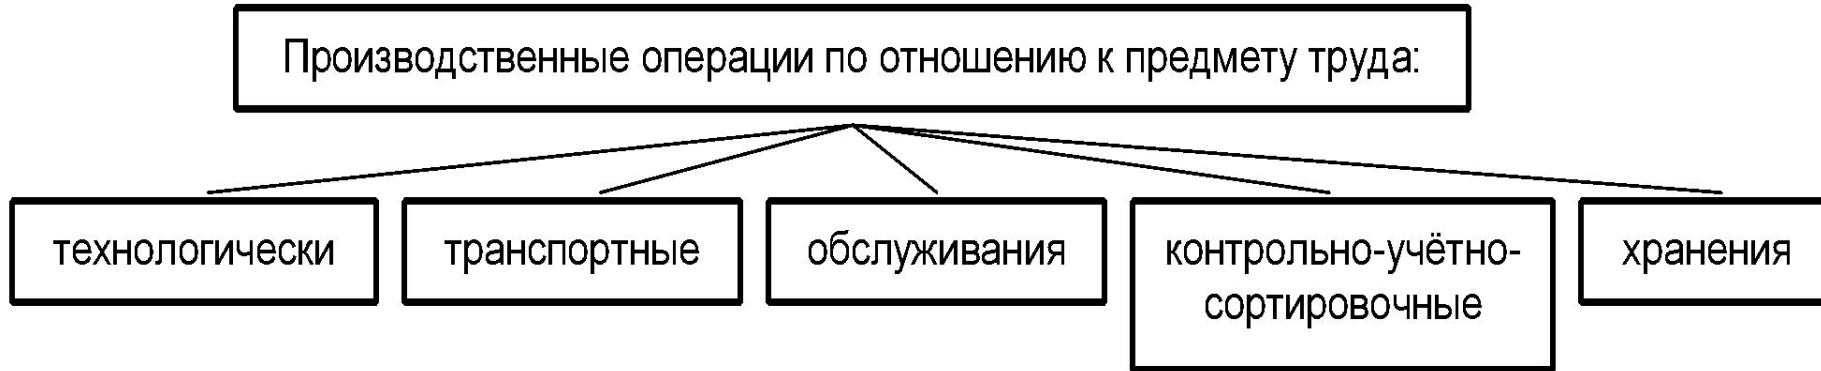 Производственные операции по отношению к предмету труда:
технологически
транспортные
обслуживания
контрольно-учётно-
сортировочные
хранения